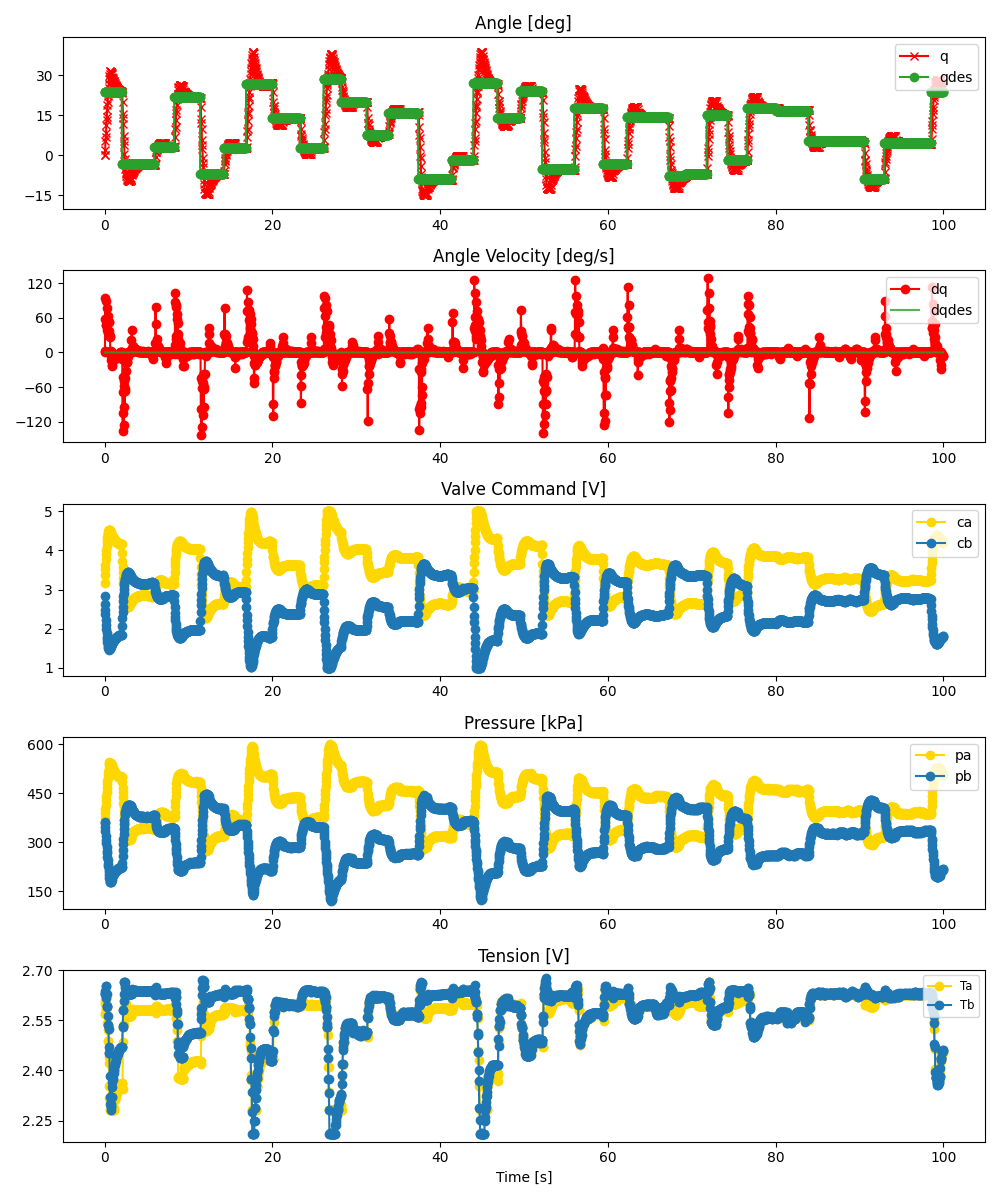 Angle [deg]
30
15
0
−15
q
qdes
0 20 40 60 80 100
Angle Velocity [deg/s]
120
60
0
−60
−120
dq
dqdes
0 20 40 60 80 100
Valve Command [V]
5
4
3
2
1
ca
cb
0 20 40 60 80 100
Pressure [kPa]
600
450
300
150
pa
pb
0 20 40 60 80 100
Tension [V]
2.70
2.55
2.40
2.25
Ta
Tb
0 20 40 60 80 100
Time [s]